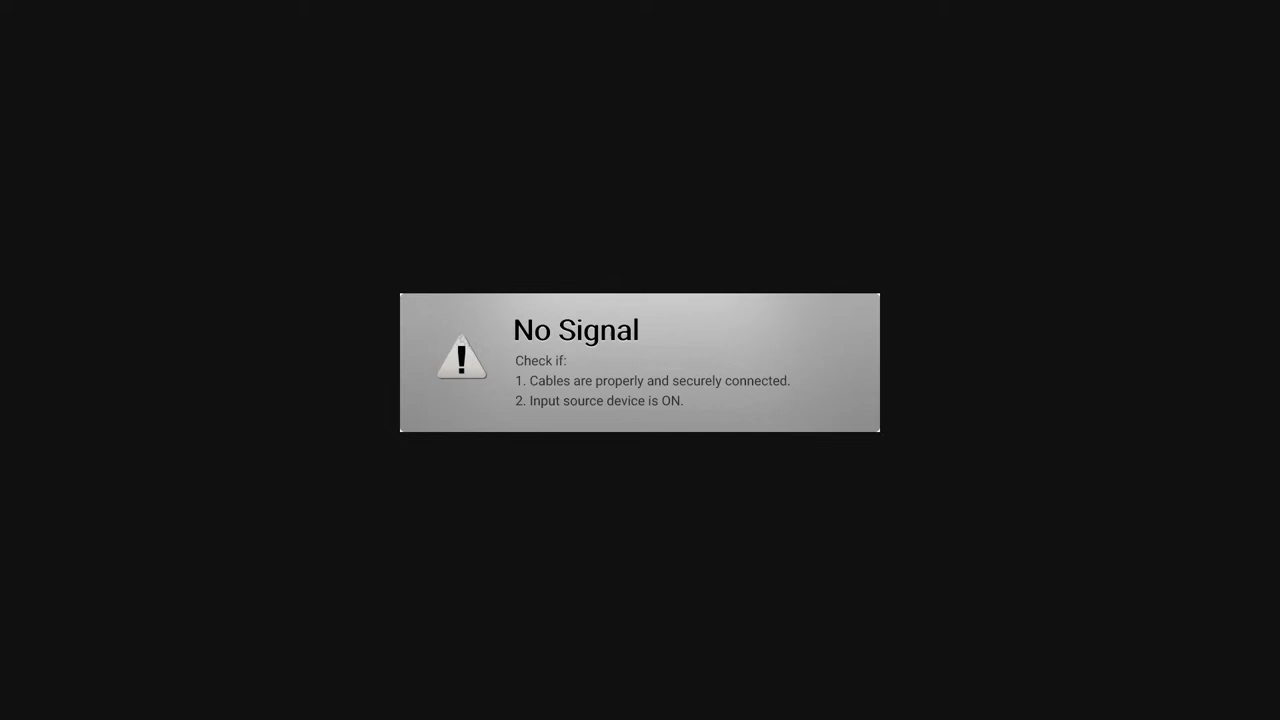 No Signal
Check if:
1. Cables are properly and securely connected.
2. Input source device is ON.